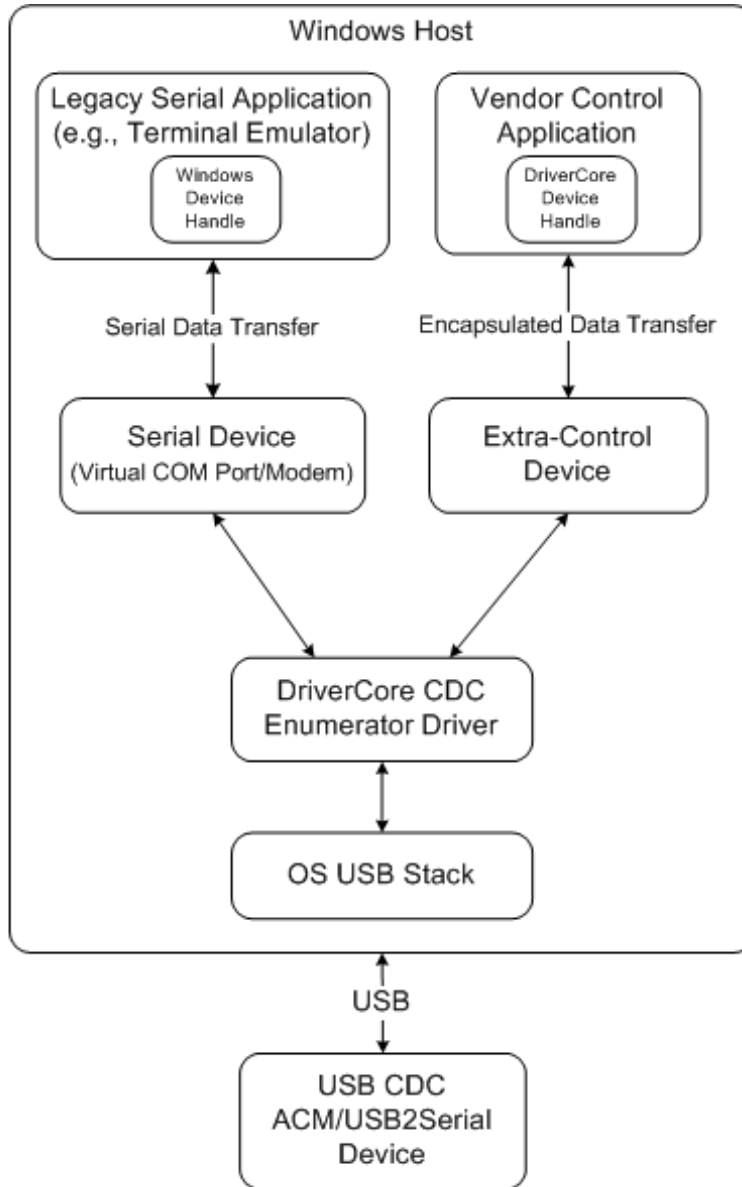 Windows Host
Legacy Serial Application
(e.g., Terminal Emulator)
Windows
Device
Handle
Vendor Control
Application
DriverCore
Device
Handle
Serial Data Transfer
Encapsulated Data Transfer
Serial Device
(Virtual COM Port/Modem)
Extra-Control
Device
DriverCore CDC
Enumerator Driver
OS USB Stack
USB
USB CDC
ACM/USB2Serial
Device